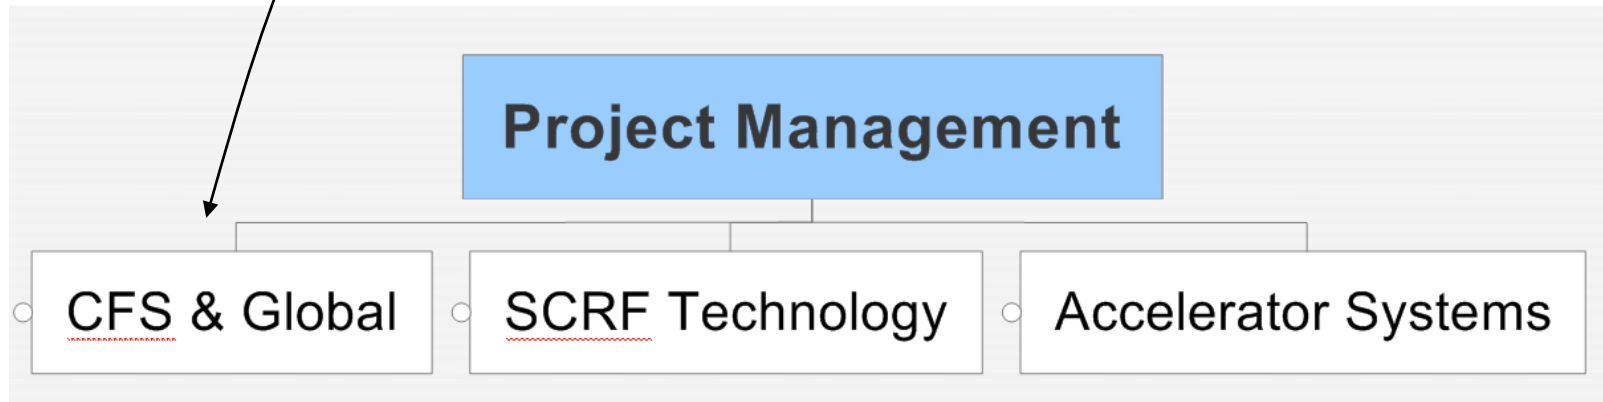 Project Management
CFS & Global
SCRF Technology
Accelerator Systems